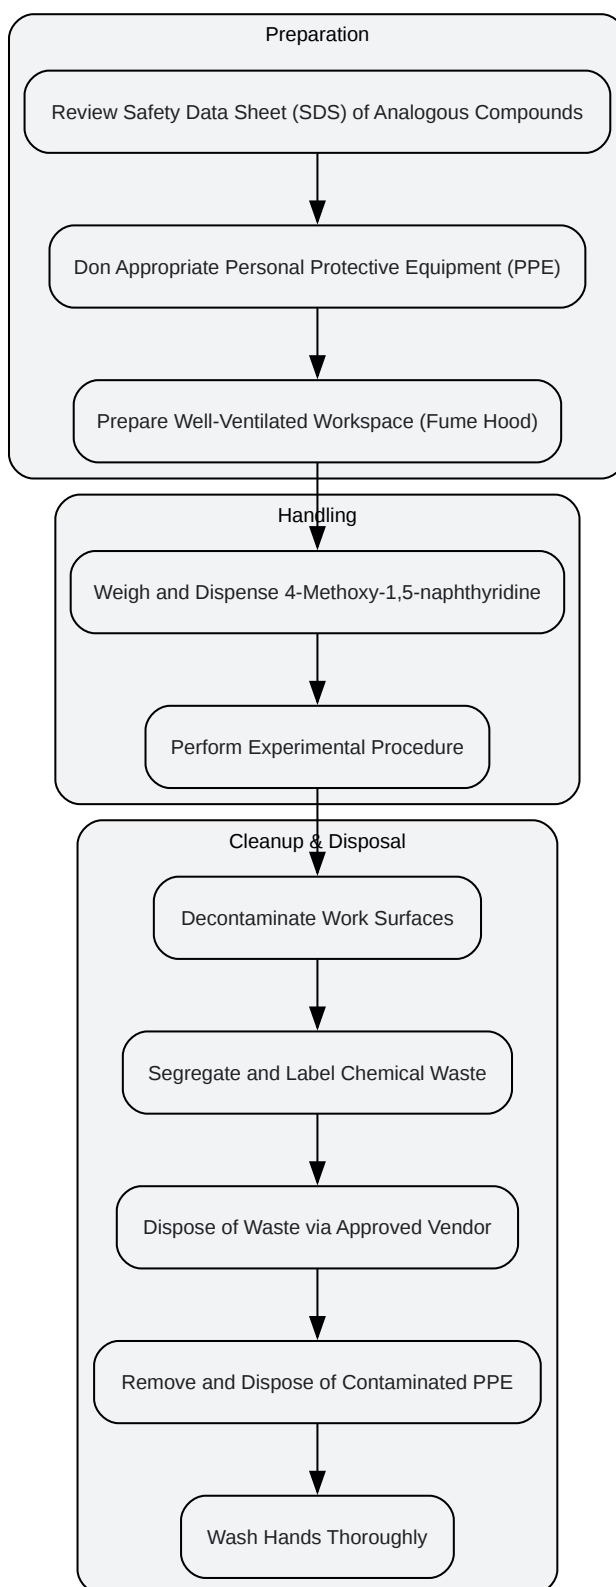 Preparation
Review Safety Data Sheet (SDS) of Analogous Compounds
Don Appropriate Personal Protective Equipment (PPE)
Prepare Well-Ventilated Workspace (Fume Hood)
Handling
Weigh and Dispense 4-Methoxy-1,5-naphthyridine
Perform Experimental Procedure
Cleanup & Disposal
Decontaminate Work Surfaces
Segregate and Label Chemical Waste
Dispose of Waste via Approved Vendor
Remove and Dispose of Contaminated PPE
Wash Hands Thoroughly